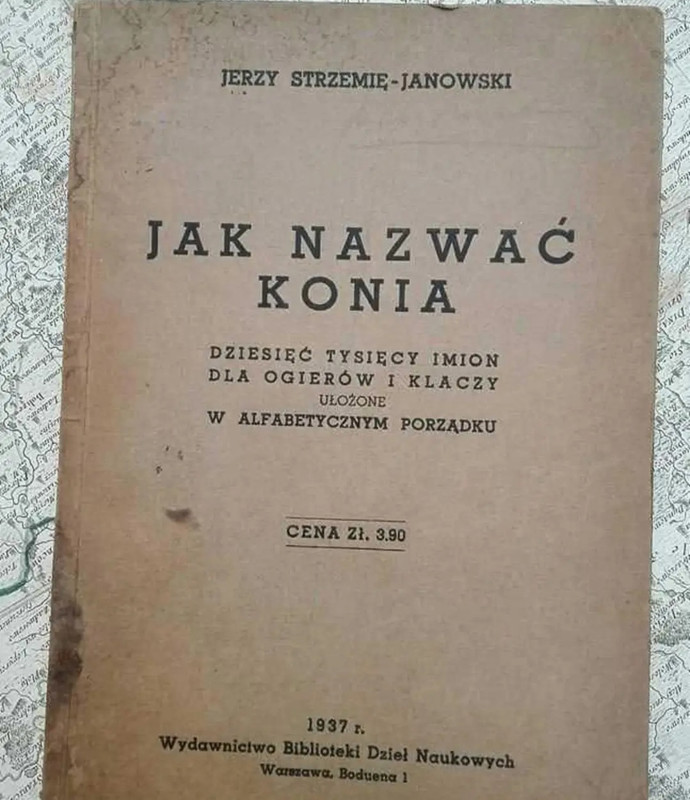 JERZY STRZEMIĘ-JANOWSKI
JAK NAZWAĆ
KONIA
DZIESIĘĆ TYSIĘCY IMION
DLA OGIERÓW I KLACZY
UŁOŻONE
W ALFABETYCZNYM PORZĄDKU
CENA ZŁ. 3.90
1937 r.
Wydawnictwo Biblioteki Dzieł Naukowych
Warszawa, Boduena 1